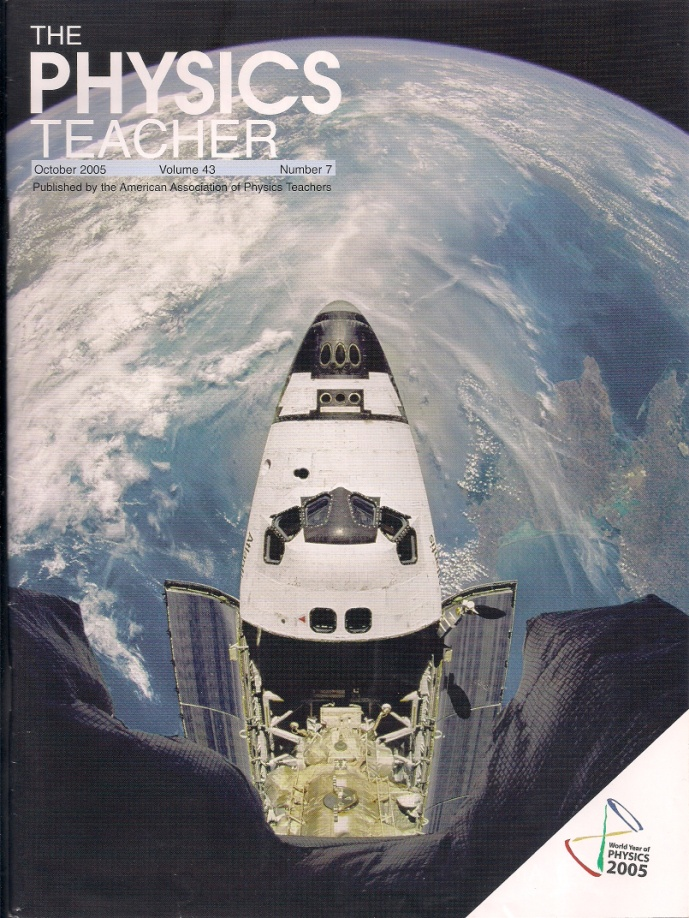 THE
PHYSICS
TEACHER
October 2005 Volume 43 Number 7
Published by the American Association of Physics Teachers
World Year of
PHYSICS
2005